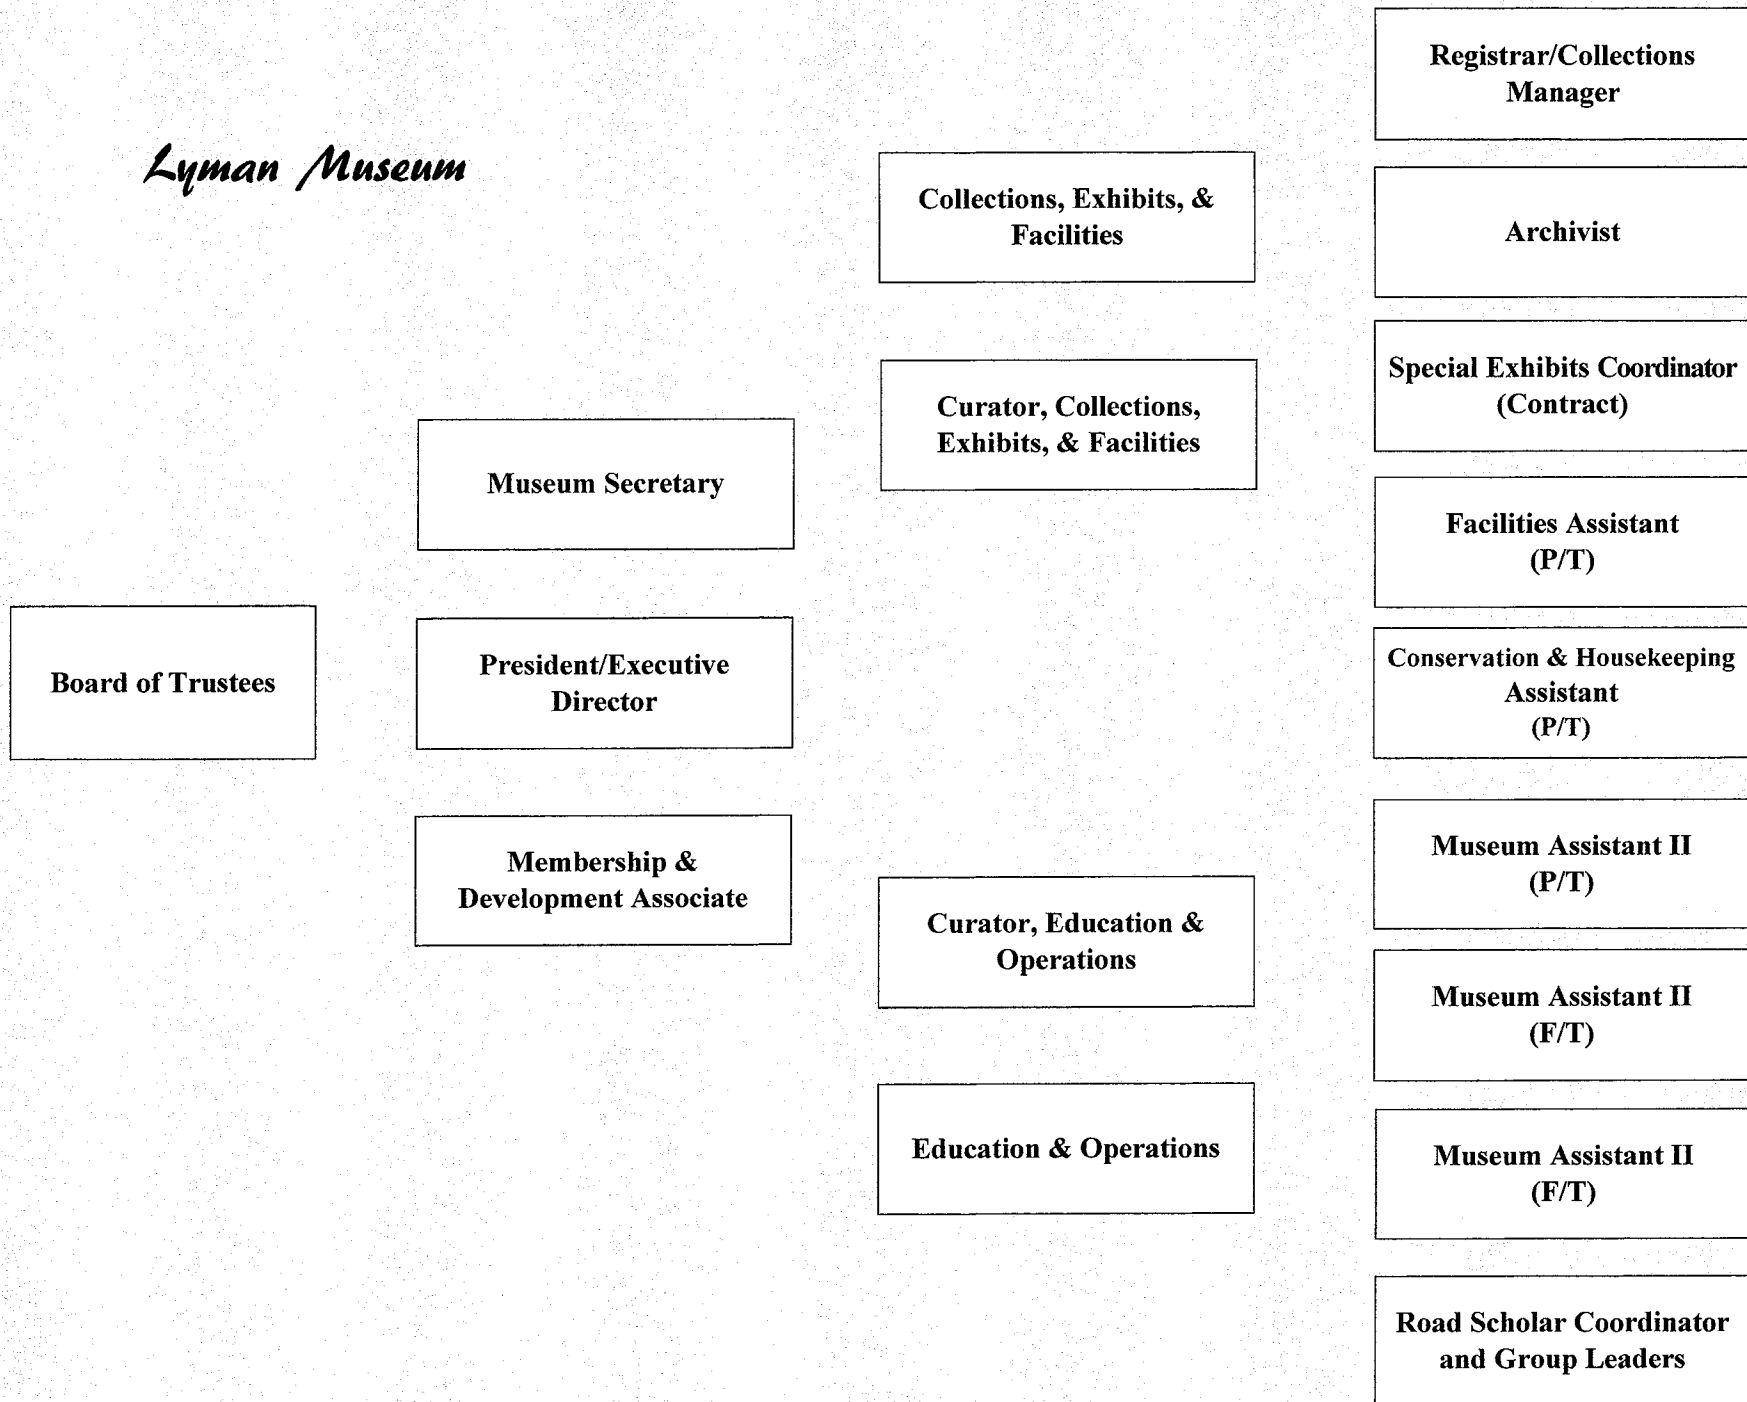 Lyman Museum
Board of Trustees
Museum Secretary
President/Executive
Director
Membership &
Development Associate
Collections, Exhibits, &
Facilities
Curator, Collections,
Exhibits, & Facilities
Curator, Education &
Operations
Education & Operations
Registrar/Collections
Manager
Archivist
Special Exhibits Coordinator
(Contract)
Facilities Assistant
(P/T)
Conservation & Housekeeping
Assistant
(P/T)
Museum Assistant II
(P/T)
Museum Assistant II
(F/T)
Museum Assistant II
(F/T)
Road Scholar Coordinator
and Group Leaders